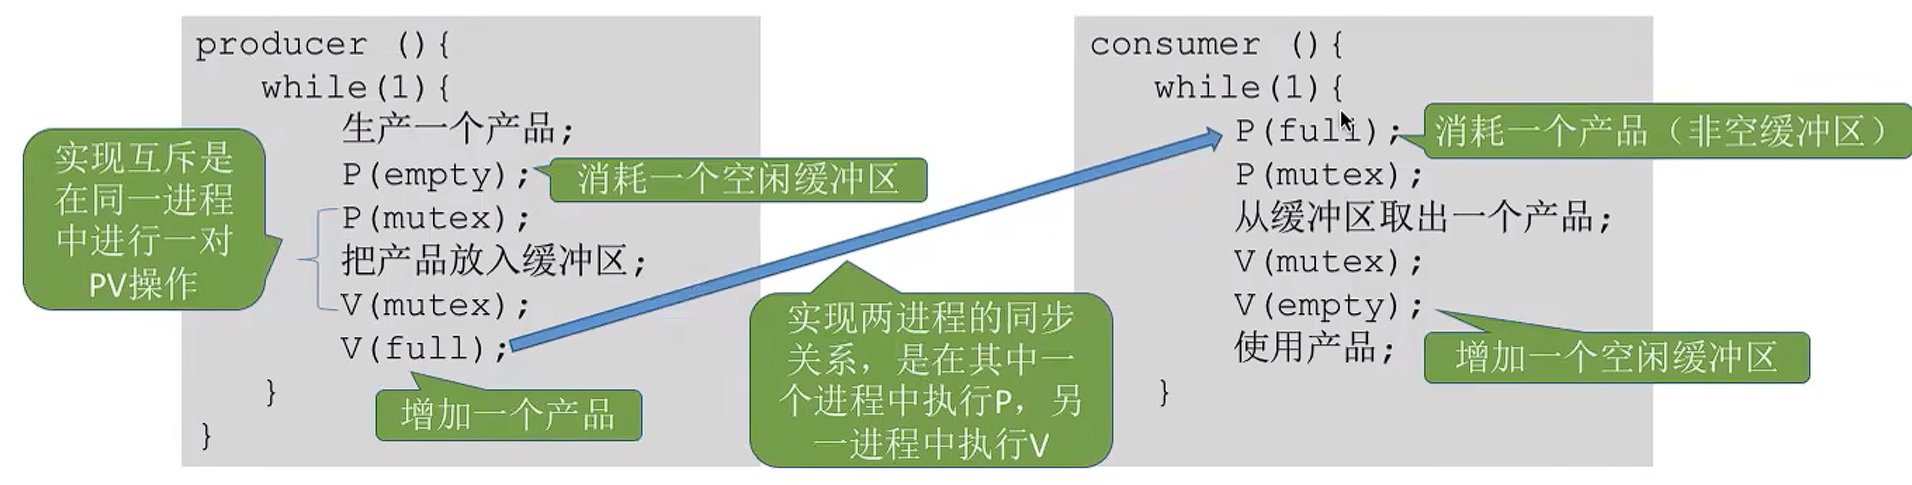 producer (){
while(1){
生产一个产品;
P(empty);
P(mutex);
把产品放入缓冲区;
V(mutex);
V(full);
}
}
实现互斥是
在同一进程
中进行一对
PV操作
消耗一个空闲缓冲区
增加一个产品
实现两进程的同步
关系，是在其中一
个进程中执行P，另
一进程中执行V
consumer (){
while(1){
P(full);
P(mutex);
从缓冲区取出一个产品;
V(mutex);
V(empty);
使用产品;
}
消耗一个产品（非空缓冲区）
增加一个空闲缓冲区